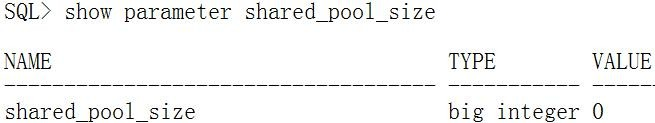 SQL> show parameter shared_pool_size
NAME TYPE VALUE
------------------------------------ ----------- -----
shared_pool_size big integer 0